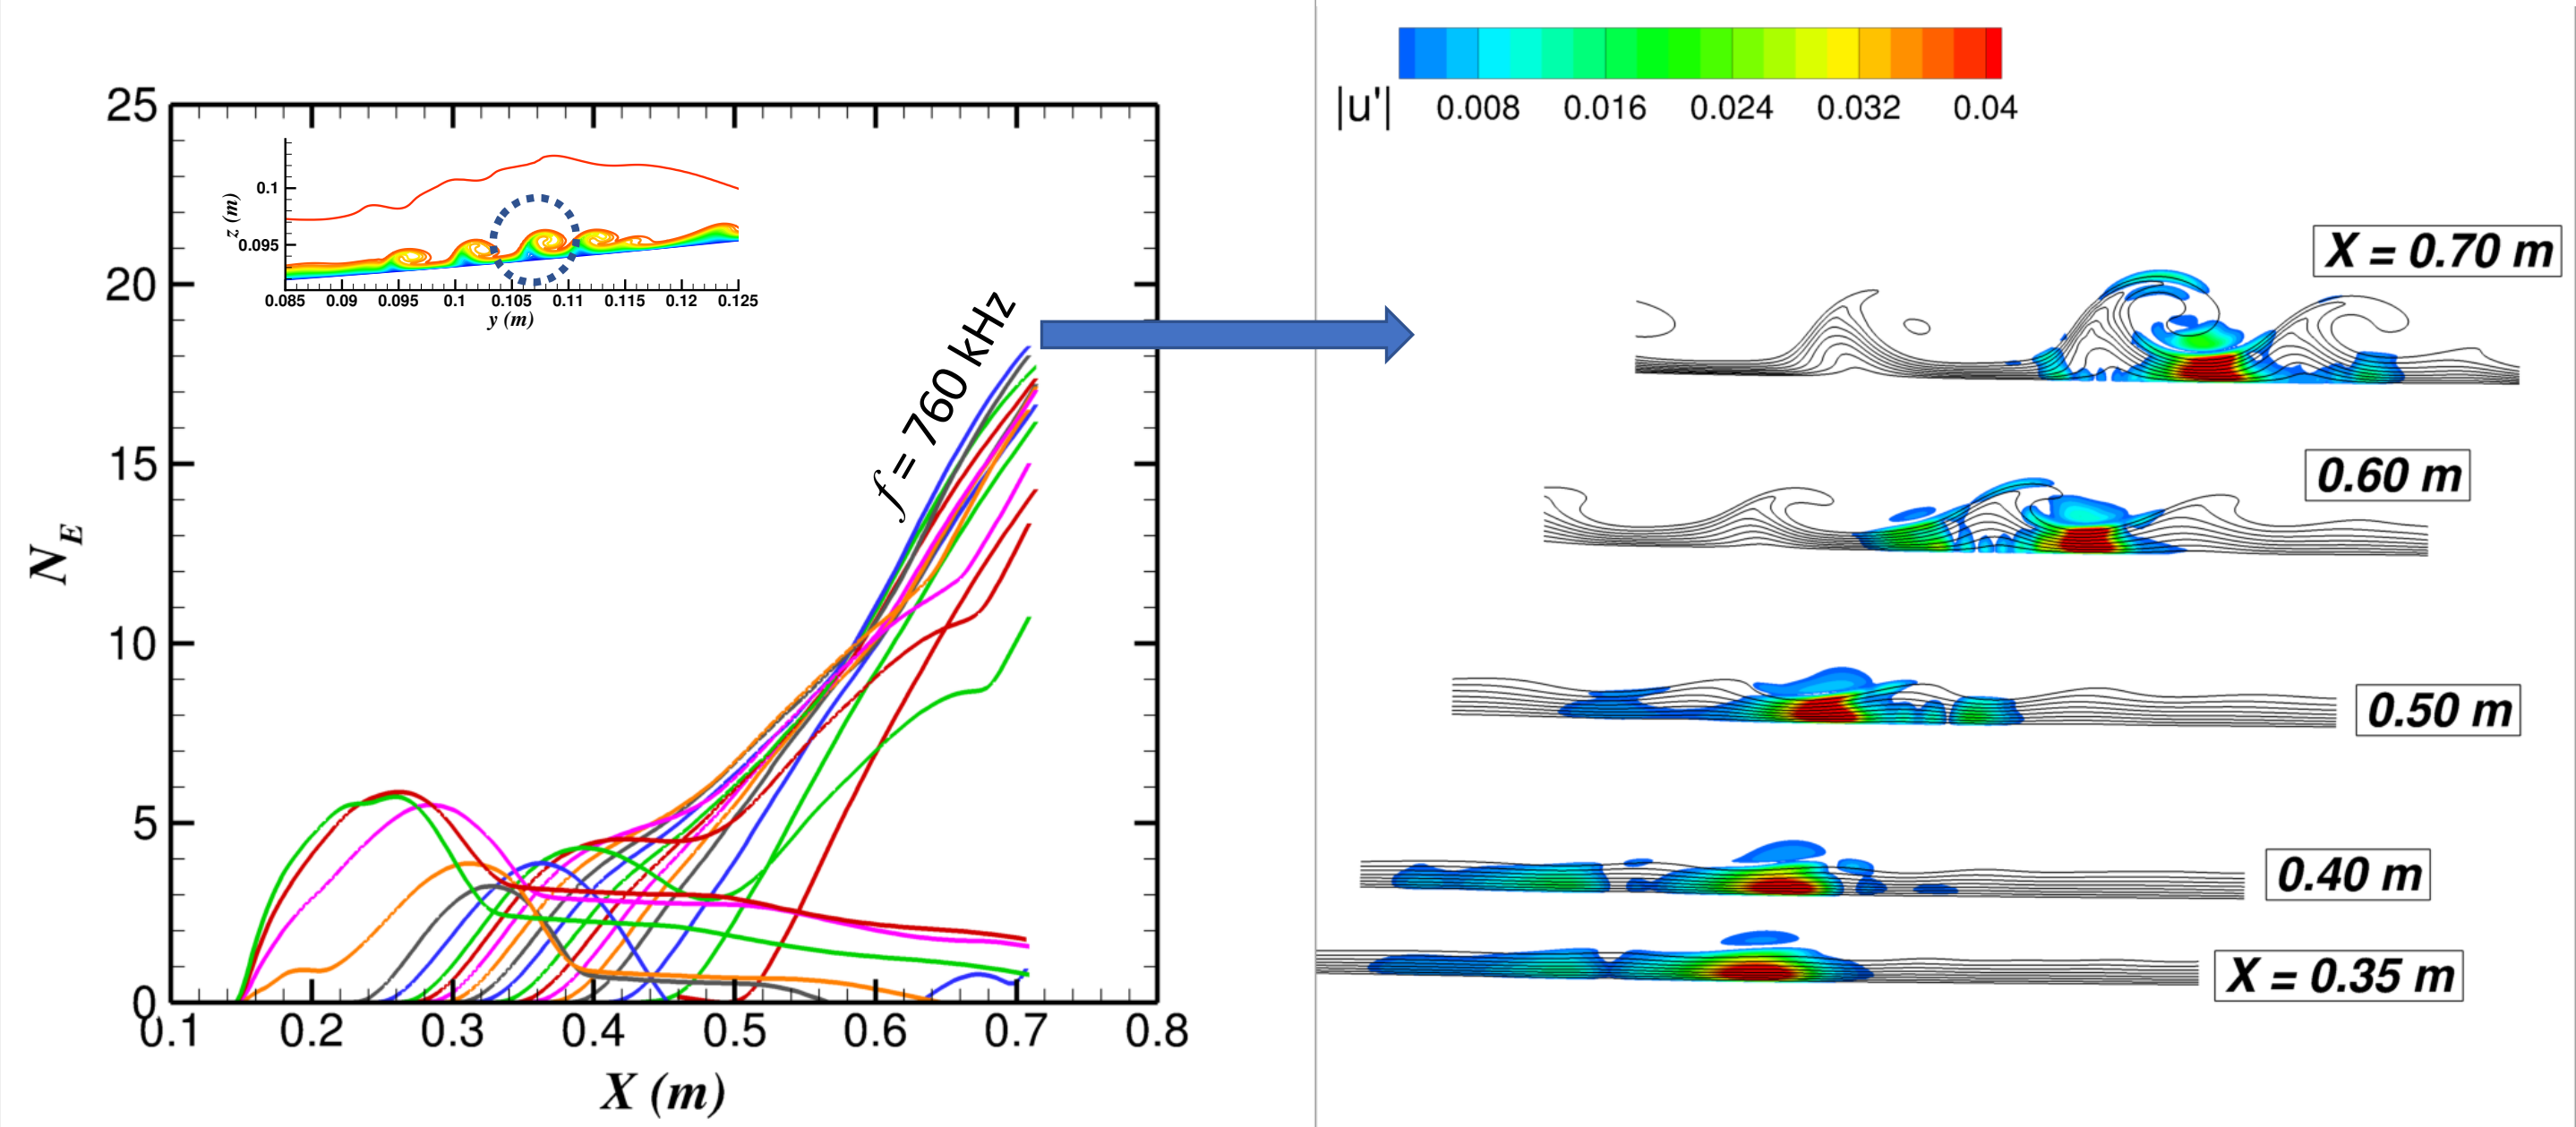 25
20
15
10
5
0
N_E
0.1 0.2 0.3 0.4 0.5 0.6 0.7 0.8
X (m)
0.1
0.095
z (m)
0.085 0.09 0.095 0.1 0.105 0.11 0.115 0.12 0.125
y (m)
f = 760 kHz
|u'| 0.008 0.016 0.024 0.032 0.04
X = 0.70 m
0.60 m
0.50 m
0.40 m
X = 0.35 m